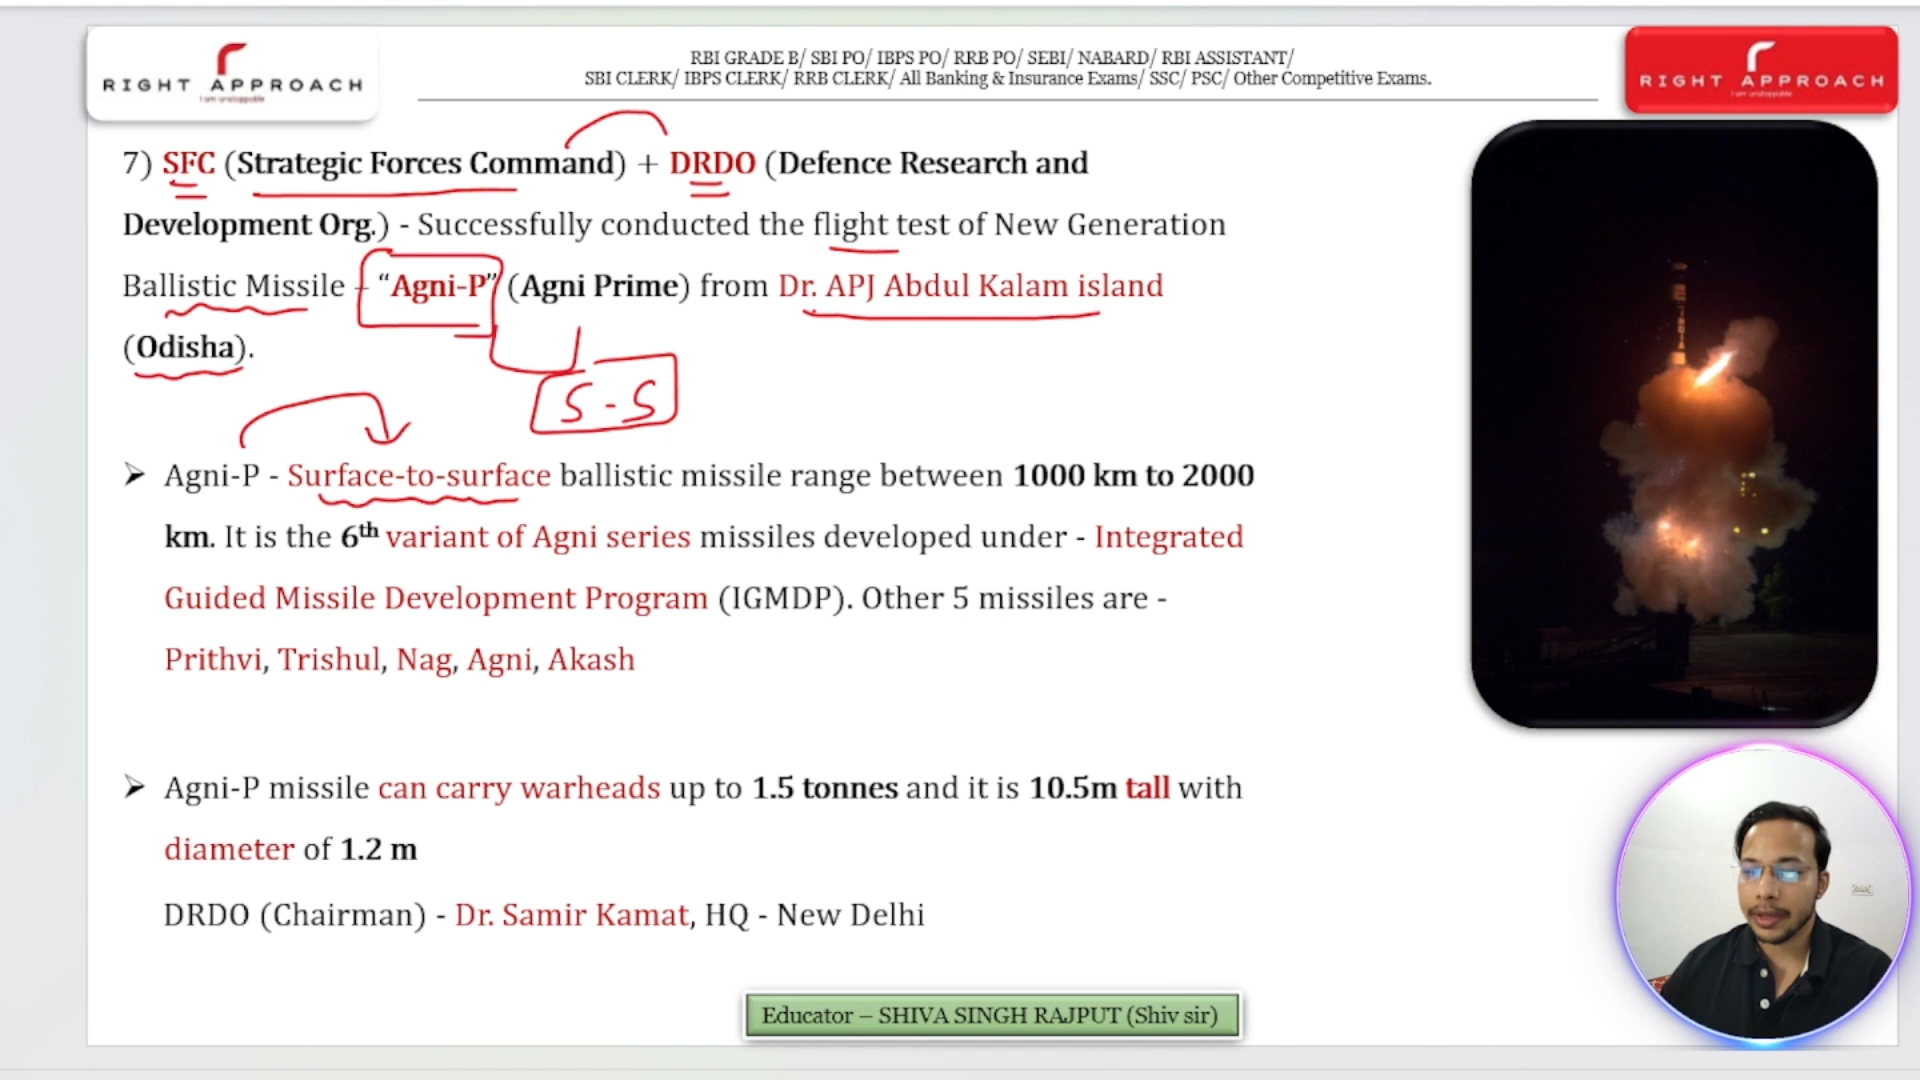 RIGHT APPROACH
I am unstoppable
RBI GRADE B/ SBI PO/ IBPS PO/ RRB PO/ SEBI/ NABARD/ RBI ASSISTANT/
SBI CLERK/ IBPS CLERK/ RRB CLERK/ All Banking & Insurance Exams/ SSC/ PSC/ Other Competitive Exams.
RIGHT APPROACH
I am unstoppable
7) SFC (Strategic Forces Command) + DRDO (Defence Research and
Development Org.) - Successfully conducted the flight test of New Generation
Ballistic Missile - “Agni-P” (Agni Prime) from Dr. APJ Abdul Kalam island
(Odisha).
S - S
➢ Agni-P - Surface-to-surface ballistic missile range between 1000 km to 2000
km. It is the 6th variant of Agni series missiles developed under - Integrated
Guided Missile Development Program (IGMDP). Other 5 missiles are -
Prithvi, Trishul, Nag, Agni, Akash
➢ Agni-P missile can carry warheads up to 1.5 tonnes and it is 10.5m tall with
diameter of 1.2 m
DRDO (Chairman) - Dr. Samir Kamat, HQ - New Delhi
Educator – SHIVA SINGH RAJPUT (Shiv sir)